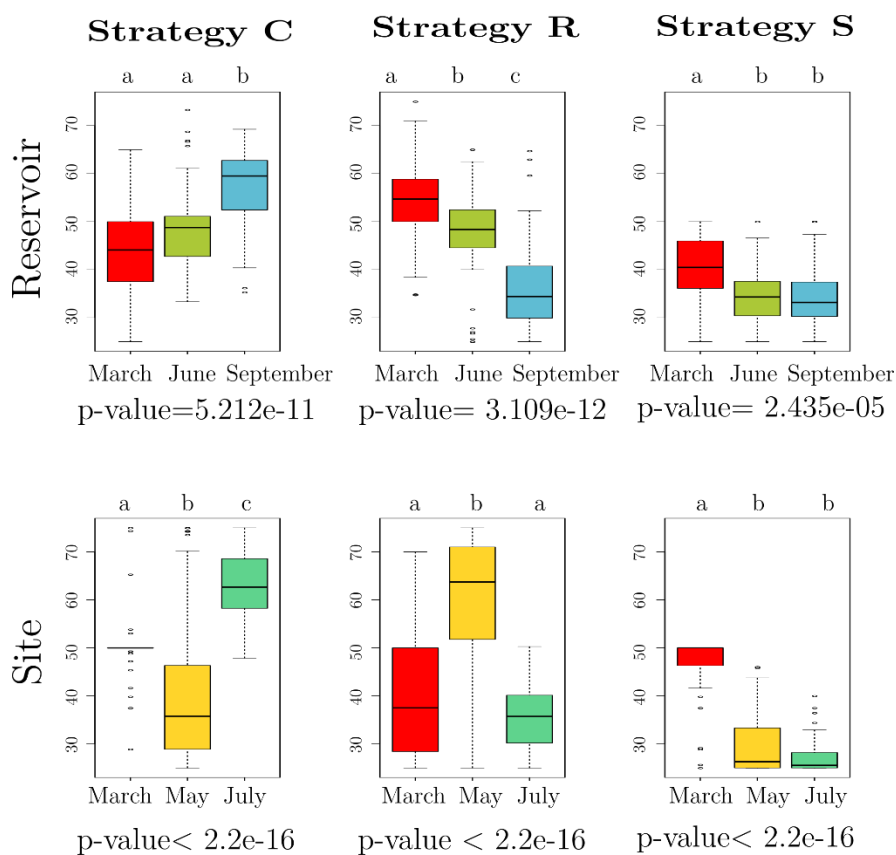 Strategy C Strategy R Strategy S
a a b a b c a b b
Reservoir
70 70 70
60 60 60
50 50 50
40 40 40
30 30 30
March June September March June September March June September
p-value=5.212e-11 p-value= 3.109e-12 p-value= 2.435e-05
a b c a b a a b b
Site
70 70 70
60 60 60
50 50 50
40 40 40
30 30 30
March May July March May July March May July
p-value< 2.2e-16 p-value < 2.2e-16 p-value< 2.2e-16